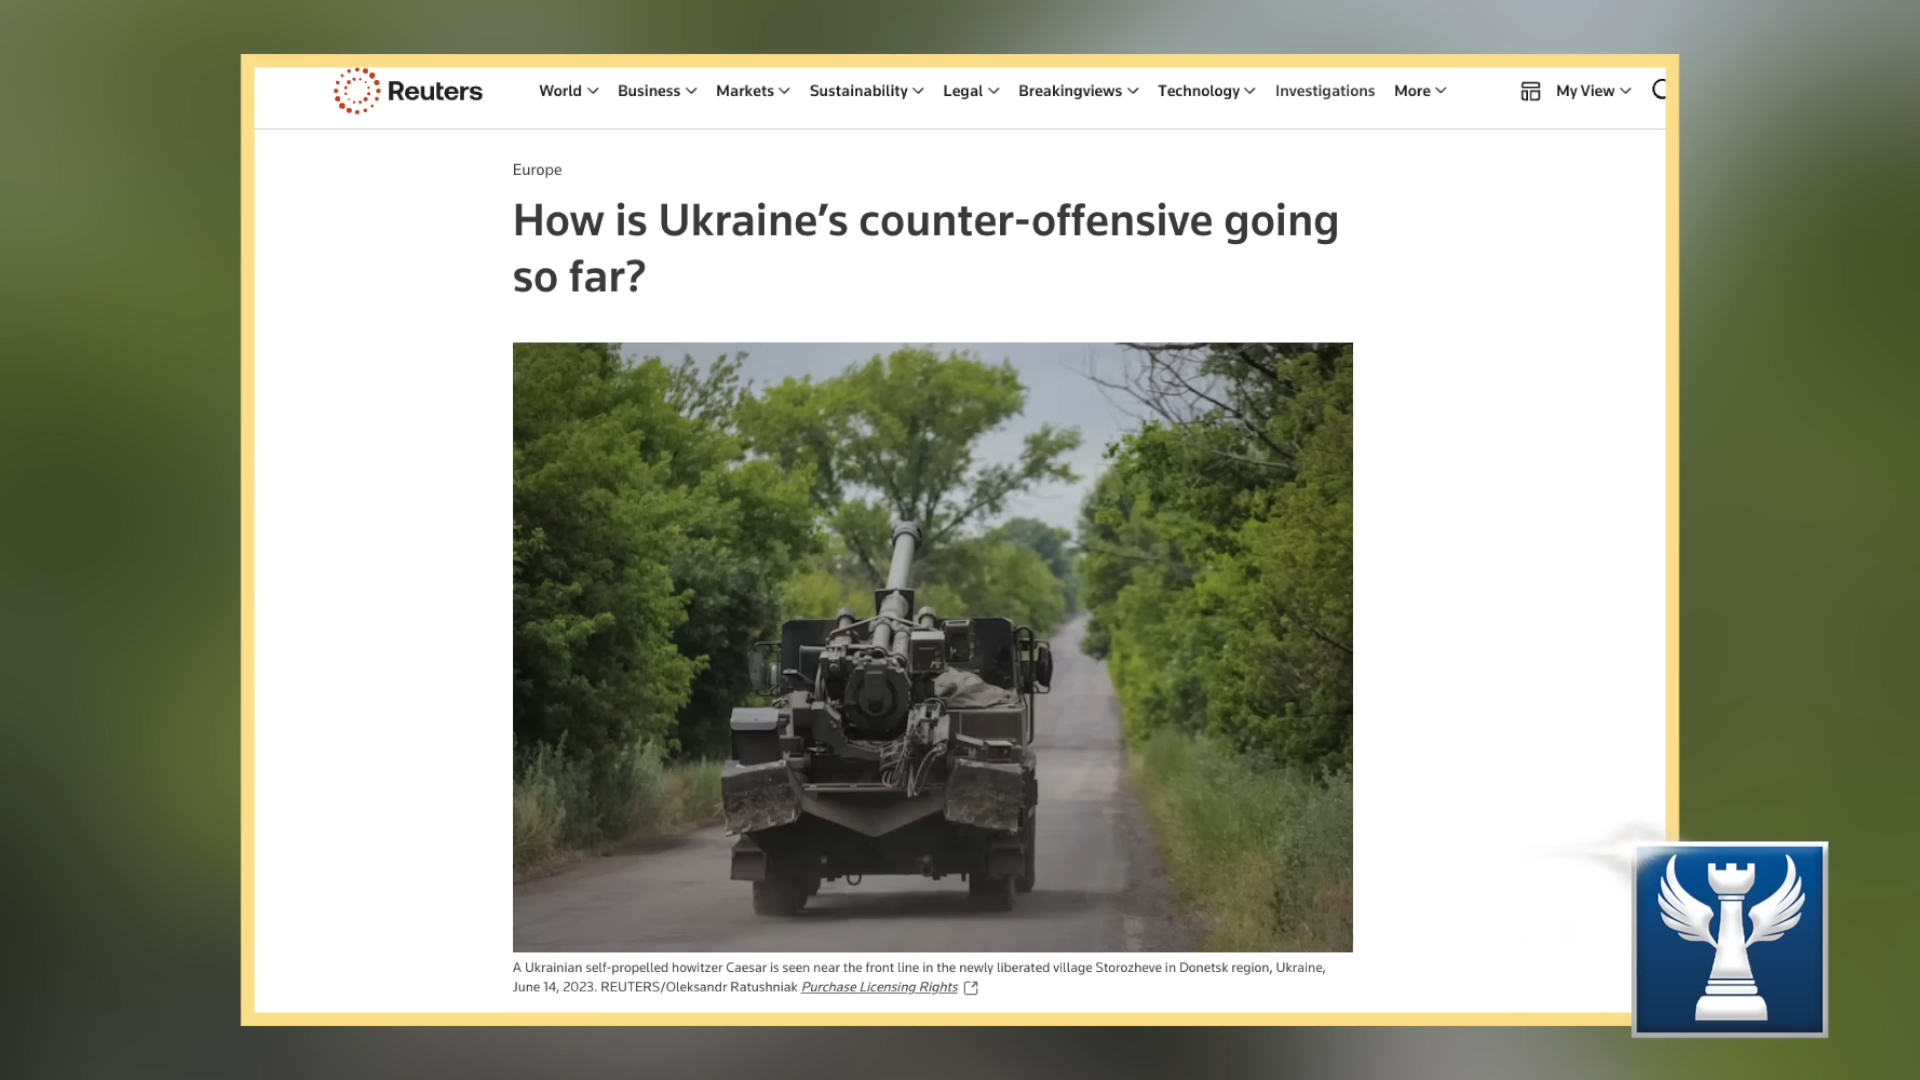 Reuters
World
Business
Markets
Sustainability
Legal
Breakingviews
Technology
Investigations
More
My View
Europe
How is Ukraine’s counter-offensive going
so far?
A Ukrainian self-propelled howitzer Caesar is seen near the front line in the newly liberated village Storozheve in Donetsk region, Ukraine,
June 14, 2023. REUTERS/Oleksandr Ratushniak Purchase Licensing Rights